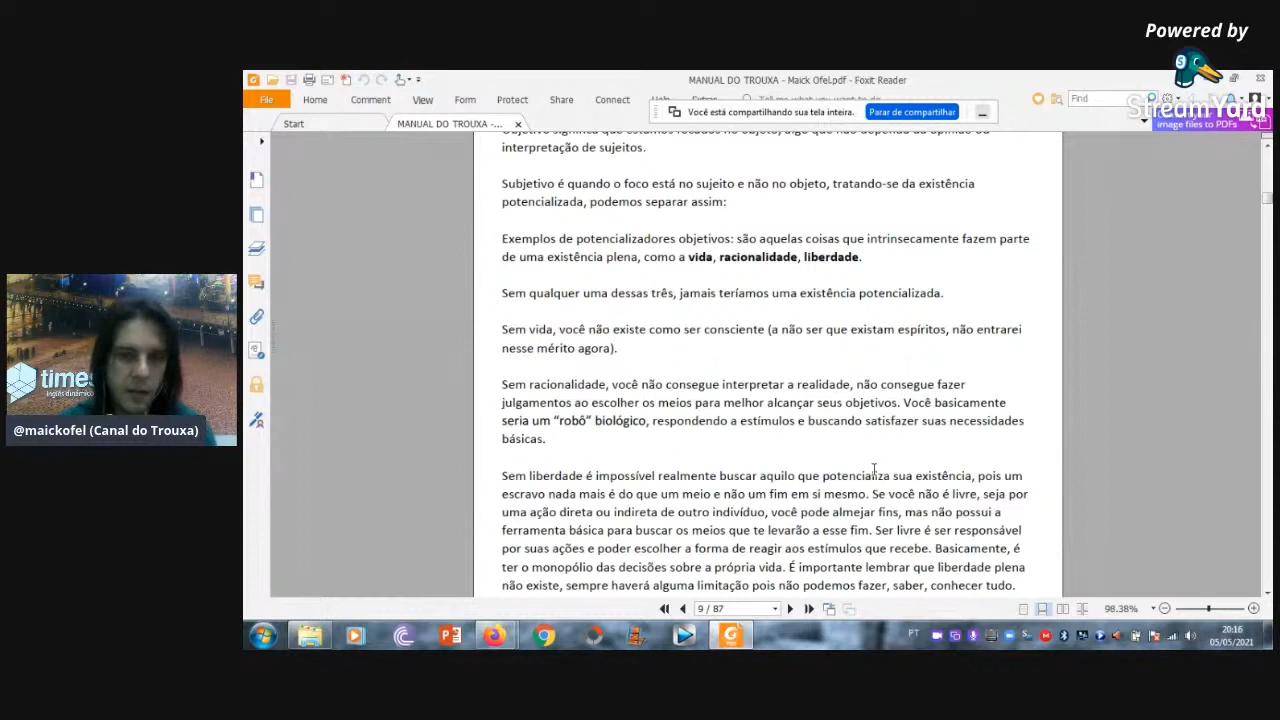 Powered by
StreamYard
MANUAL DO TROUXA - Maick Ofel.pdf - Foxit Reader
File Home Comment View Form Protect Share Connect Find
Você está compartilhando sua tela inteira. Parar de compartilhar
Start MANUAL DO TROUXA -...
image files to PDFs
interpretação de sujeitos.
Subjetivo é quando o foco está no sujeito e não no objeto, tratando-se da existência
potencializada, podemos separar assim:
Exemplos de potencializadores objetivos: são aquelas coisas que intrinsecamente fazem parte
de uma existência plena, como a vida, racionalidade, liberdade.
Sem qualquer uma dessas três, jamais teríamos uma existência potencializada.
Sem vida, você não existe como ser consciente (a não ser que existam espíritos, não entrarei
nesse mérito agora).
Sem racionalidade, você não consegue interpretar a realidade, não consegue fazer
julgamentos ao escolher os meios para melhor alcançar seus objetivos. Você basicamente
seria um “robô” biológico, respondendo a estímulos e buscando satisfazer suas necessidades
básicas.
Sem liberdade é impossível realmente buscar aquilo que potencializa sua existência, pois um
escravo nada mais é do que um meio e não um fim em si mesmo. Se você não é livre, seja por
uma ação direta ou indireta de outro indivíduo, você pode almejar fins, mas não possui a
ferramenta básica para buscar os meios que te levarão a esse fim. Ser livre é ser responsável
por suas ações e poder escolher a forma de reagir aos estímulos que recebe. Basicamente, é
ter o monopólio das decisões sobre a própria vida. É importante lembrar que liberdade plena
não existe, sempre haverá alguma limitação pois não podemos fazer, saber, conhecer tudo.
times
inglês dinâmico
@maickofel (Canal do Trouxa)
9 / 87
98.38%
PT
20:16
05/05/2021